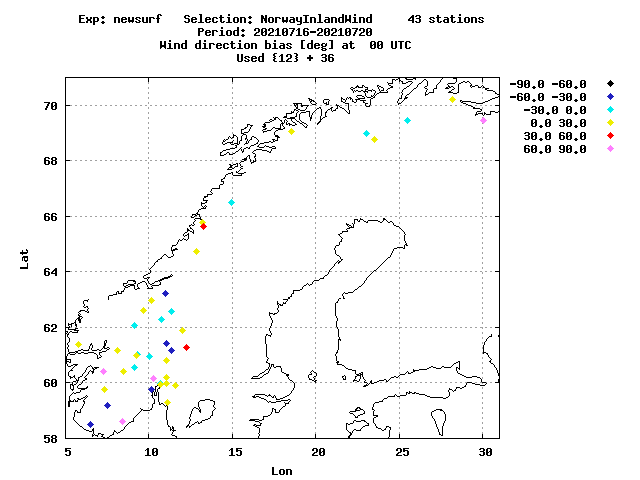 Exp: newsurf Selection: NorwayInlandWind 43 stations
Period: 20210716-20210720
Wind direction bias [deg] at 00 UTC
Used {12} + 36
-90.0 -60.0
-60.0 -30.0
-30.0 0.0
0.0 30.0
30.0 60.0
60.0 90.0
70
68
66
64
62
60
58
Lat
5 10 15 20 25 30
Lon